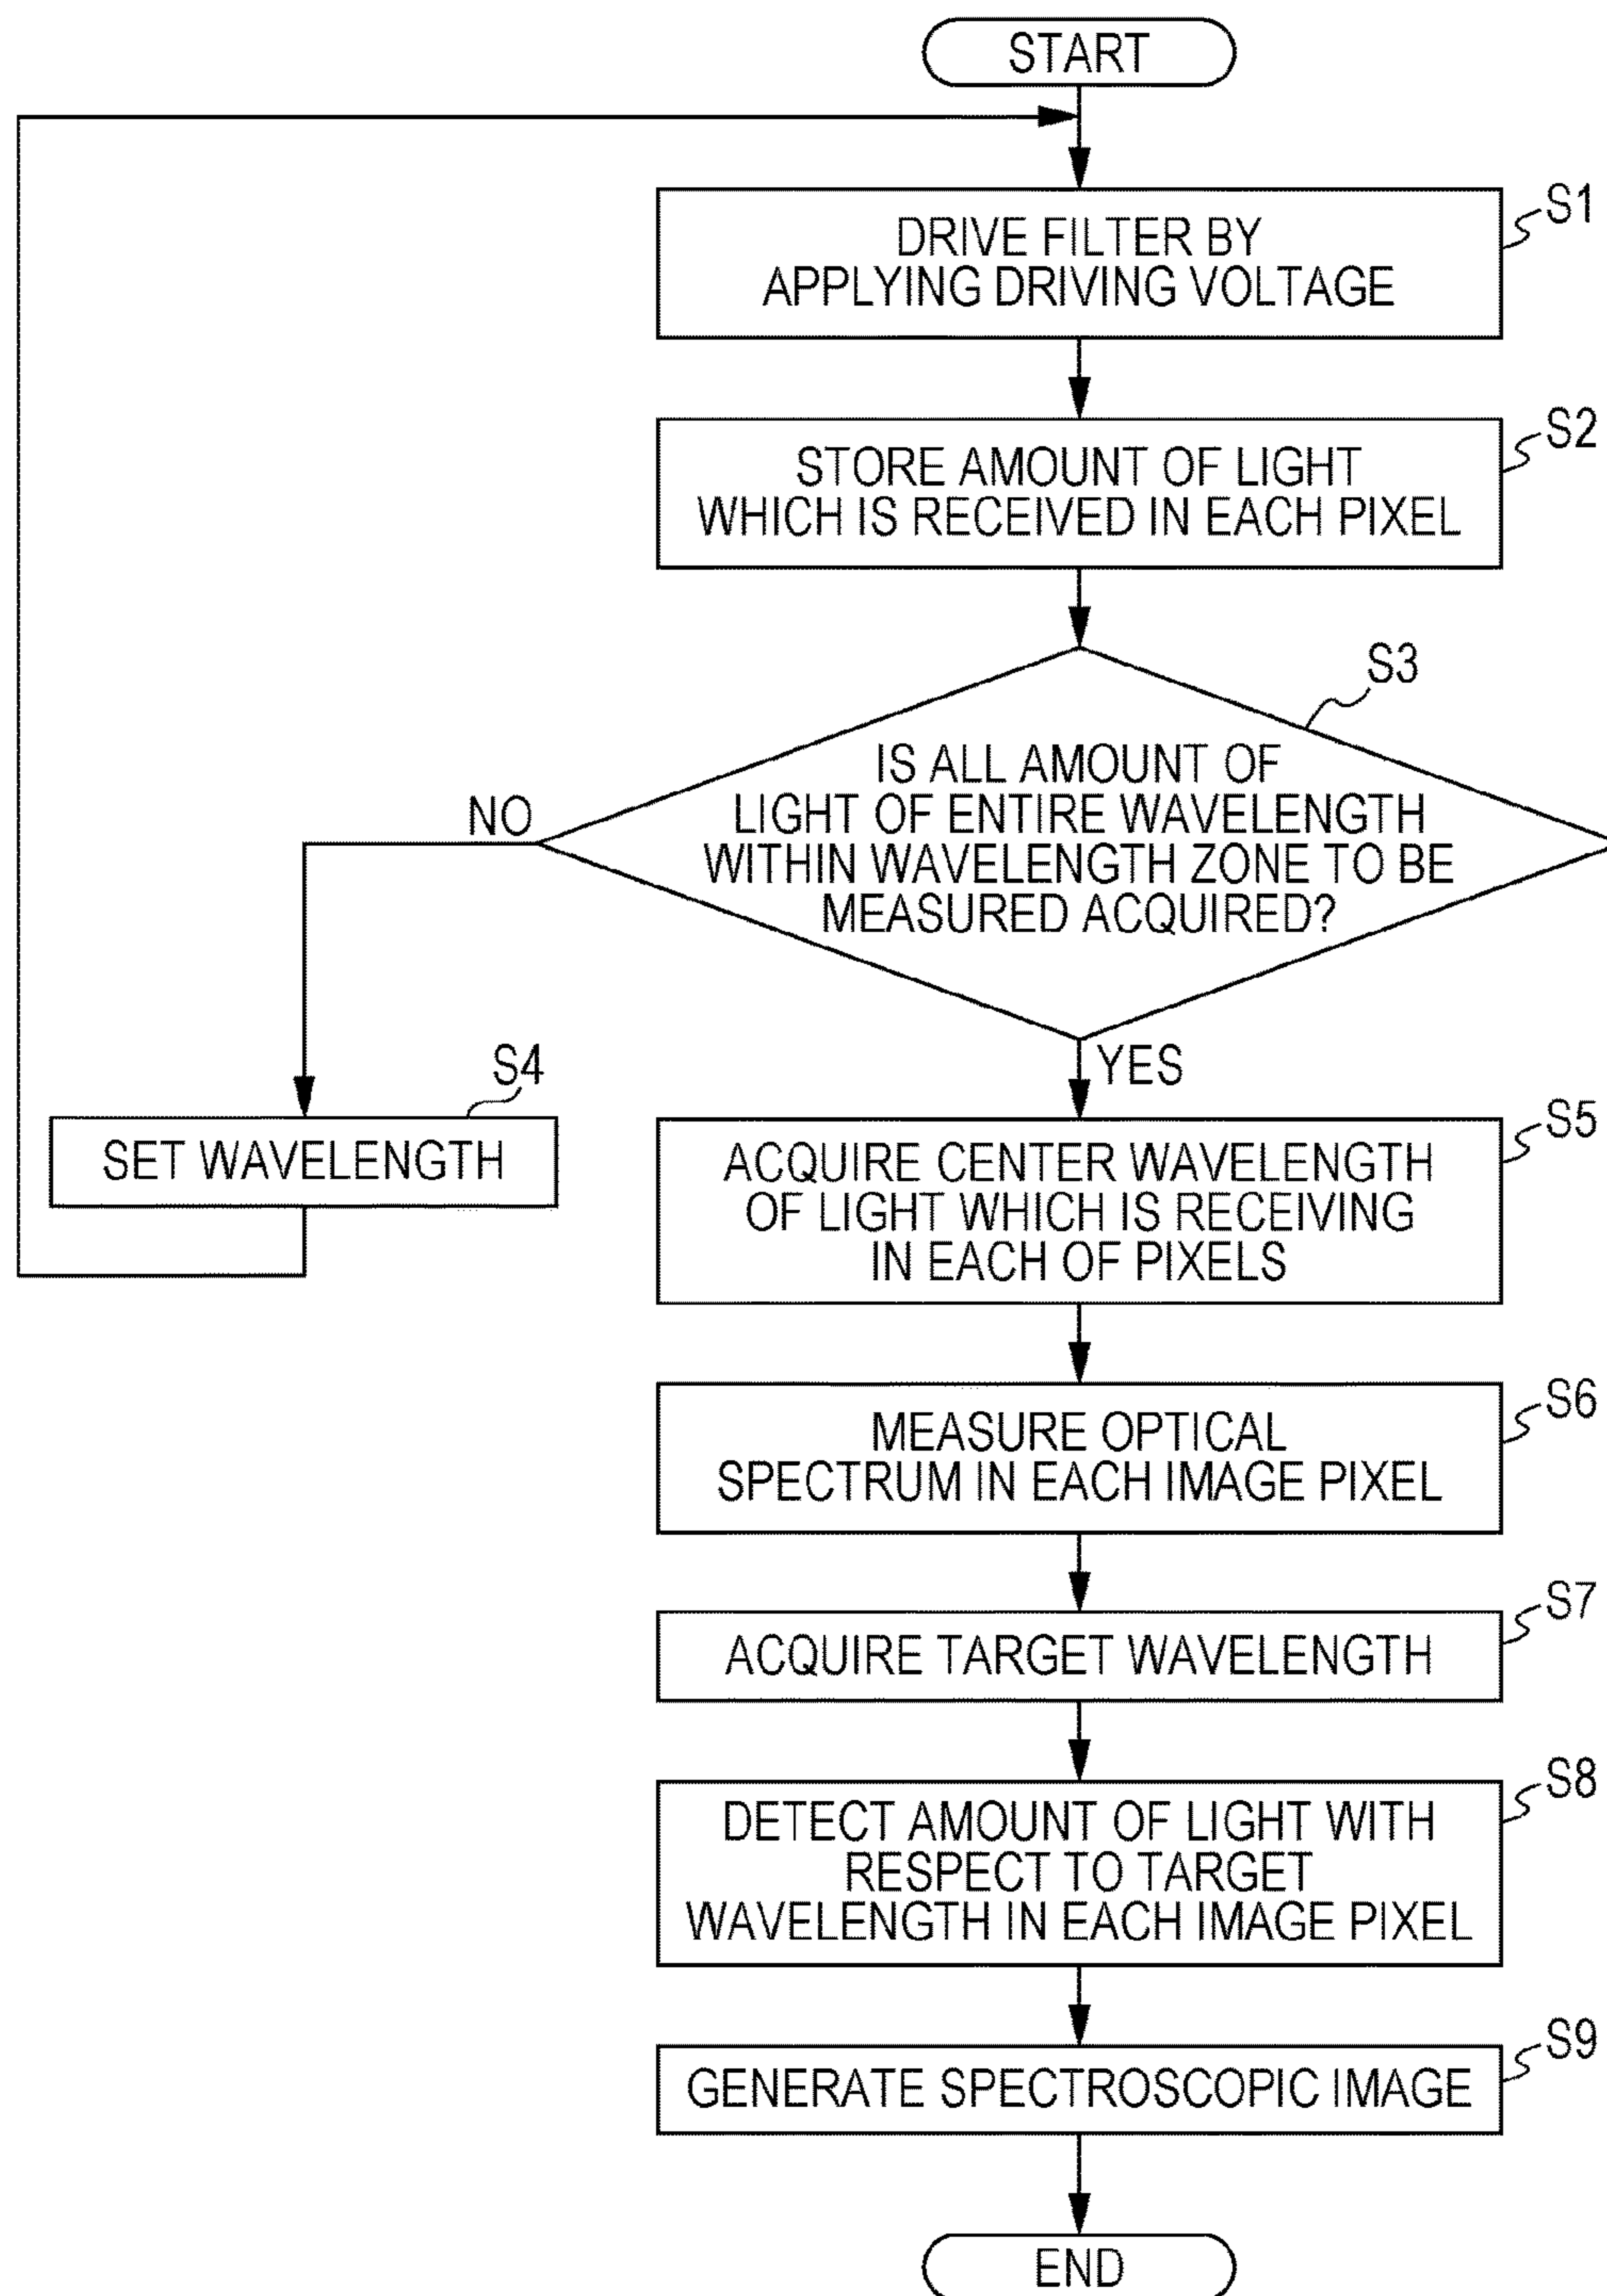 START
S1
DRIVE FILTER BY
APPLYING DRIVING VOLTAGE
S2
STORE AMOUNT OF LIGHT
WHICH IS RECEIVED IN EACH PIXEL
S3
IS ALL AMOUNT OF
LIGHT OF ENTIRE WAVELENGTH
WITHIN WAVELENGTH ZONE TO BE
MEASURED ACQUIRED?
NO
YES
S4
SET WAVELENGTH
S5
ACQUIRE CENTER WAVELENGTH
OF LIGHT WHICH IS RECEIVING
IN EACH OF PIXELS
S6
MEASURE OPTICAL
SPECTRUM IN EACH IMAGE PIXEL
S7
ACQUIRE TARGET WAVELENGTH
S8
DETECT AMOUNT OF LIGHT WITH
RESPECT TO TARGET
WAVELENGTH IN EACH IMAGE PIXEL
S9
GENERATE SPECTROSCOPIC IMAGE
END